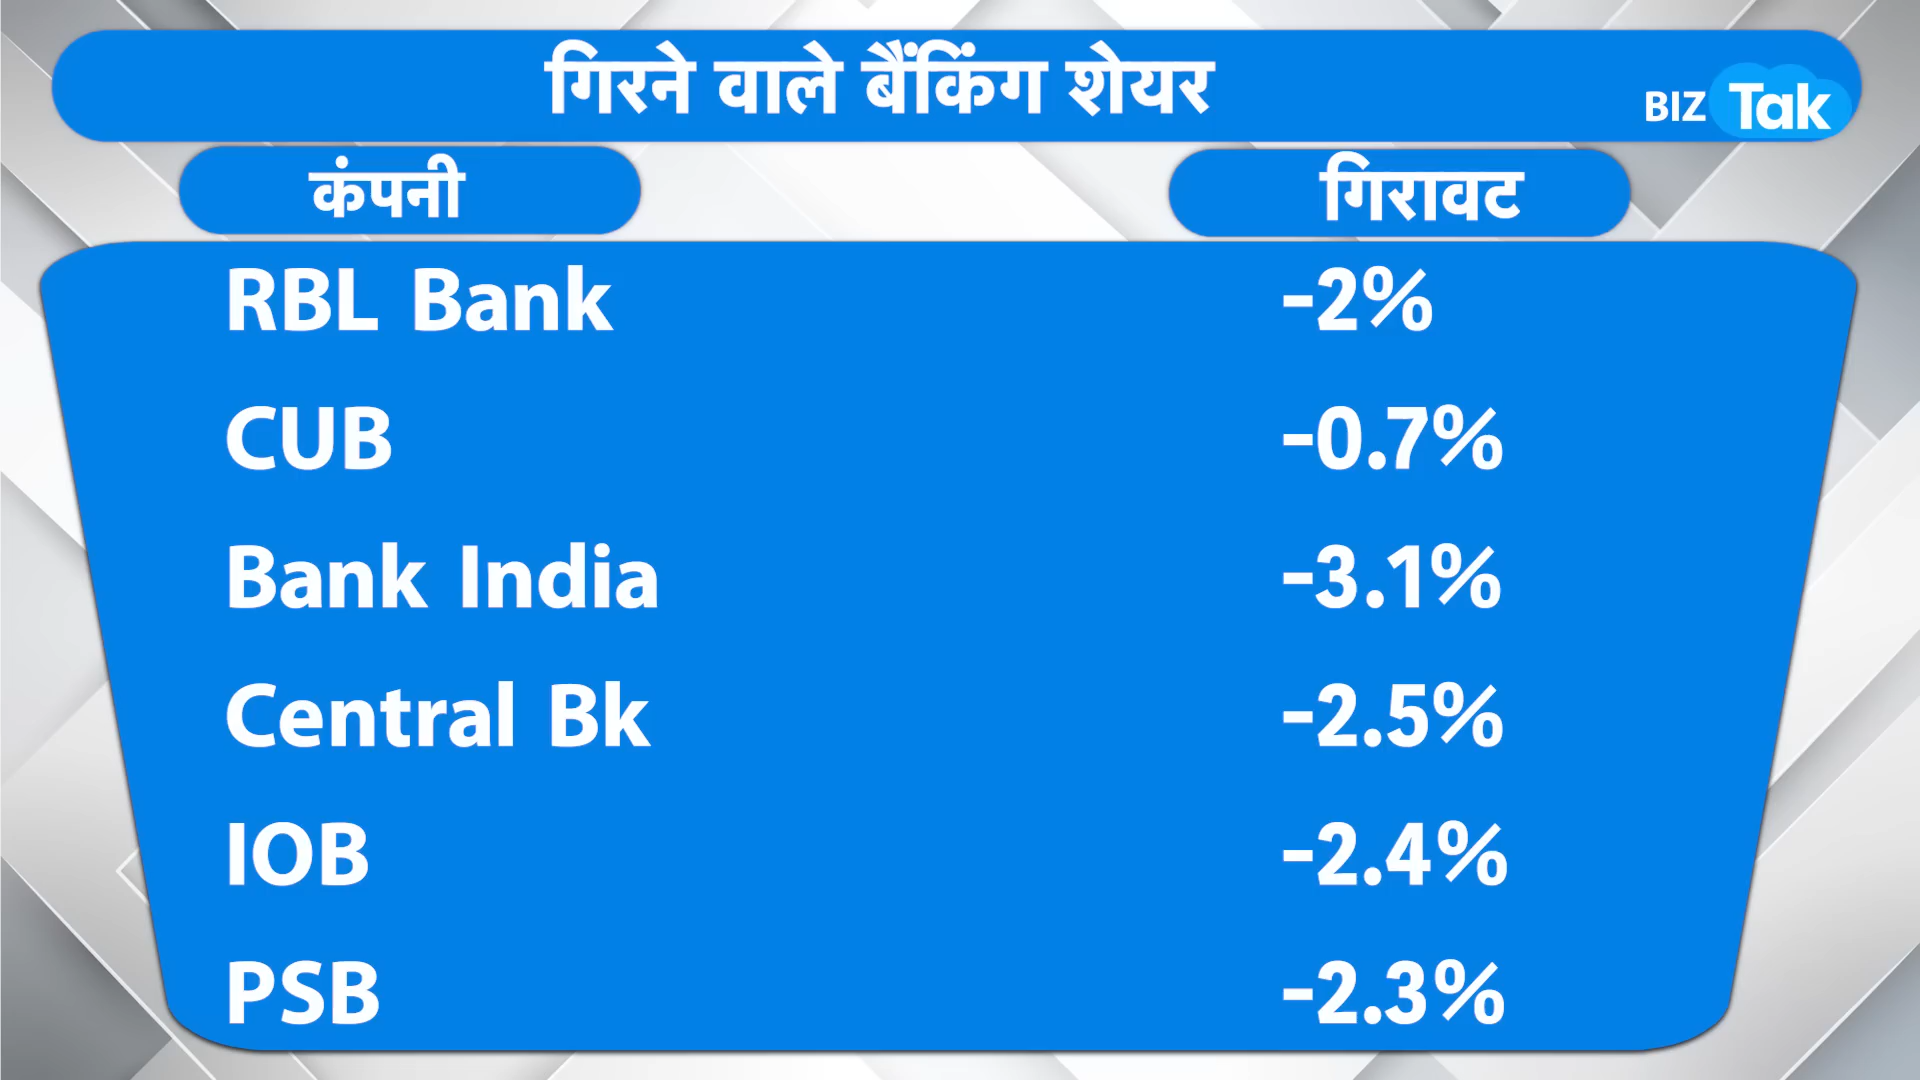 गिरने वाले बैंकिंग शेयर
BIZ Tak
कंपनी गिरावट
RBL Bank -2%
CUB -0.7%
Bank India -3.1%
Central Bk -2.5%
IOB -2.4%
PSB -2.3%